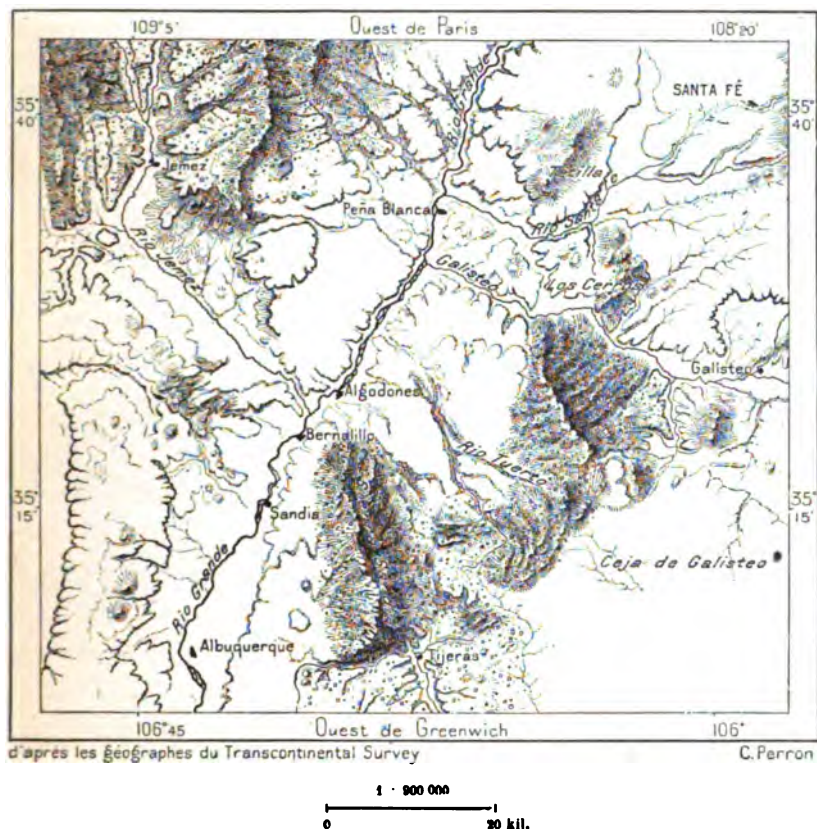 109°5' Ouest de Paris 108°20'
35° 40' 35° 40'
SANTA FÉ
Rio Grande
Jemez
Tetilla
Peña Blanca
Rio Santa Fe
Rio Jemez
Galisteo
Los Cerrillos
Galisteo
Algodones
Bernalillo
Rio Tuerto
35° 15' 35° 15'
Sandia
Ceja de Galisteo
Rio Grande
Albuquerque
Tijeras
106°45 Ouest de Greenwich 106°
d'après les géographes du Transcontinental Survey C. Perron
1 : 900 000
0 20 kil.